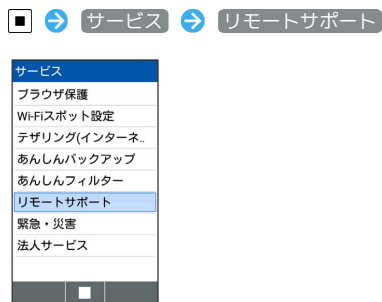 サービス リモートサポート
サービス
ブラウザ保護
Wi-Fiスポット設定
テザリング(インターネ..
あんしんバックアップ
あんしんフィルター
リモートサポート
緊急・災害
法人サービス